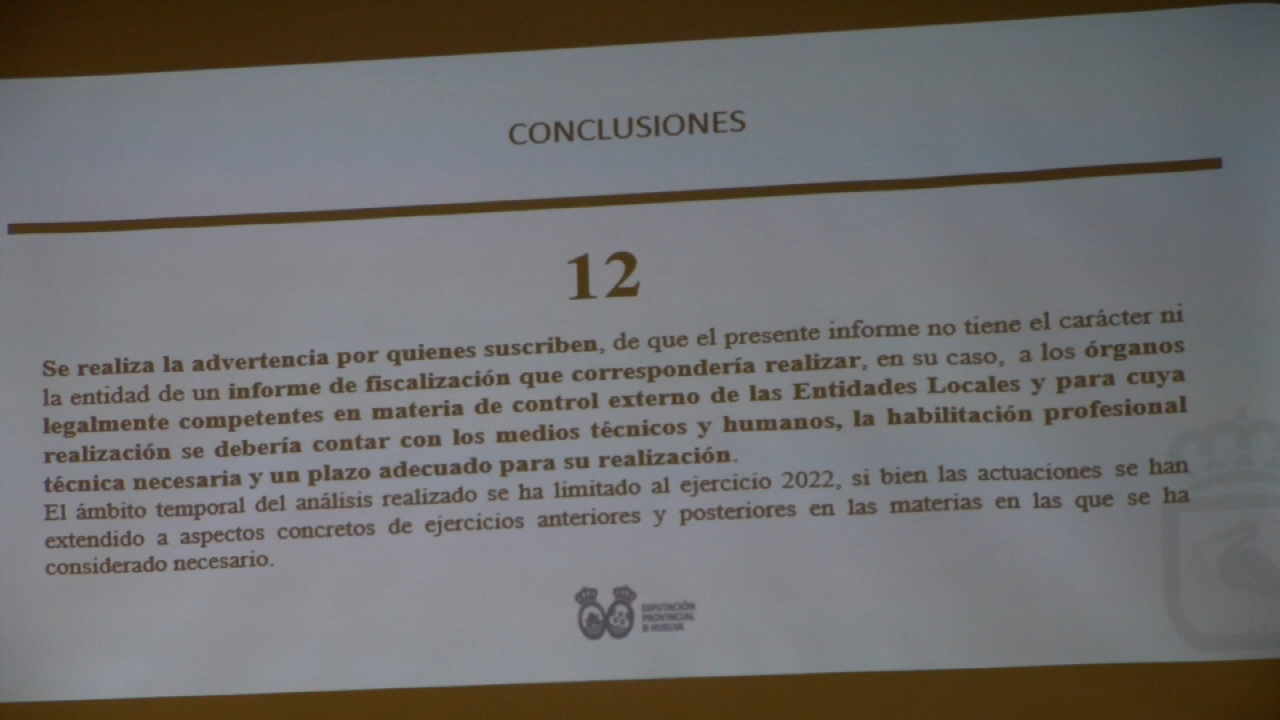 CONCLUSIONES
12
Se realiza la advertencia por quienes suscriben, de que el presente informe no tiene el carácter ni
la entidad de un informe de fiscalización que correspondería realizar, en su caso, a los órganos
legalmente competentes en materia de control externo de las Entidades Locales y para cuya
realización se debería contar con los medios técnicos y humanos, la habilitación profesional
técnica necesaria y un plazo adecuado para su realización.
El ámbito temporal del análisis realizado se ha limitado al ejercicio 2022, si bien las actuaciones se han
extendido a aspectos concretos de ejercicios anteriores y posteriores en las materias en las que se ha
considerado necesario.
DIPUTACIÓN
PROVINCIAL
D HUELVA